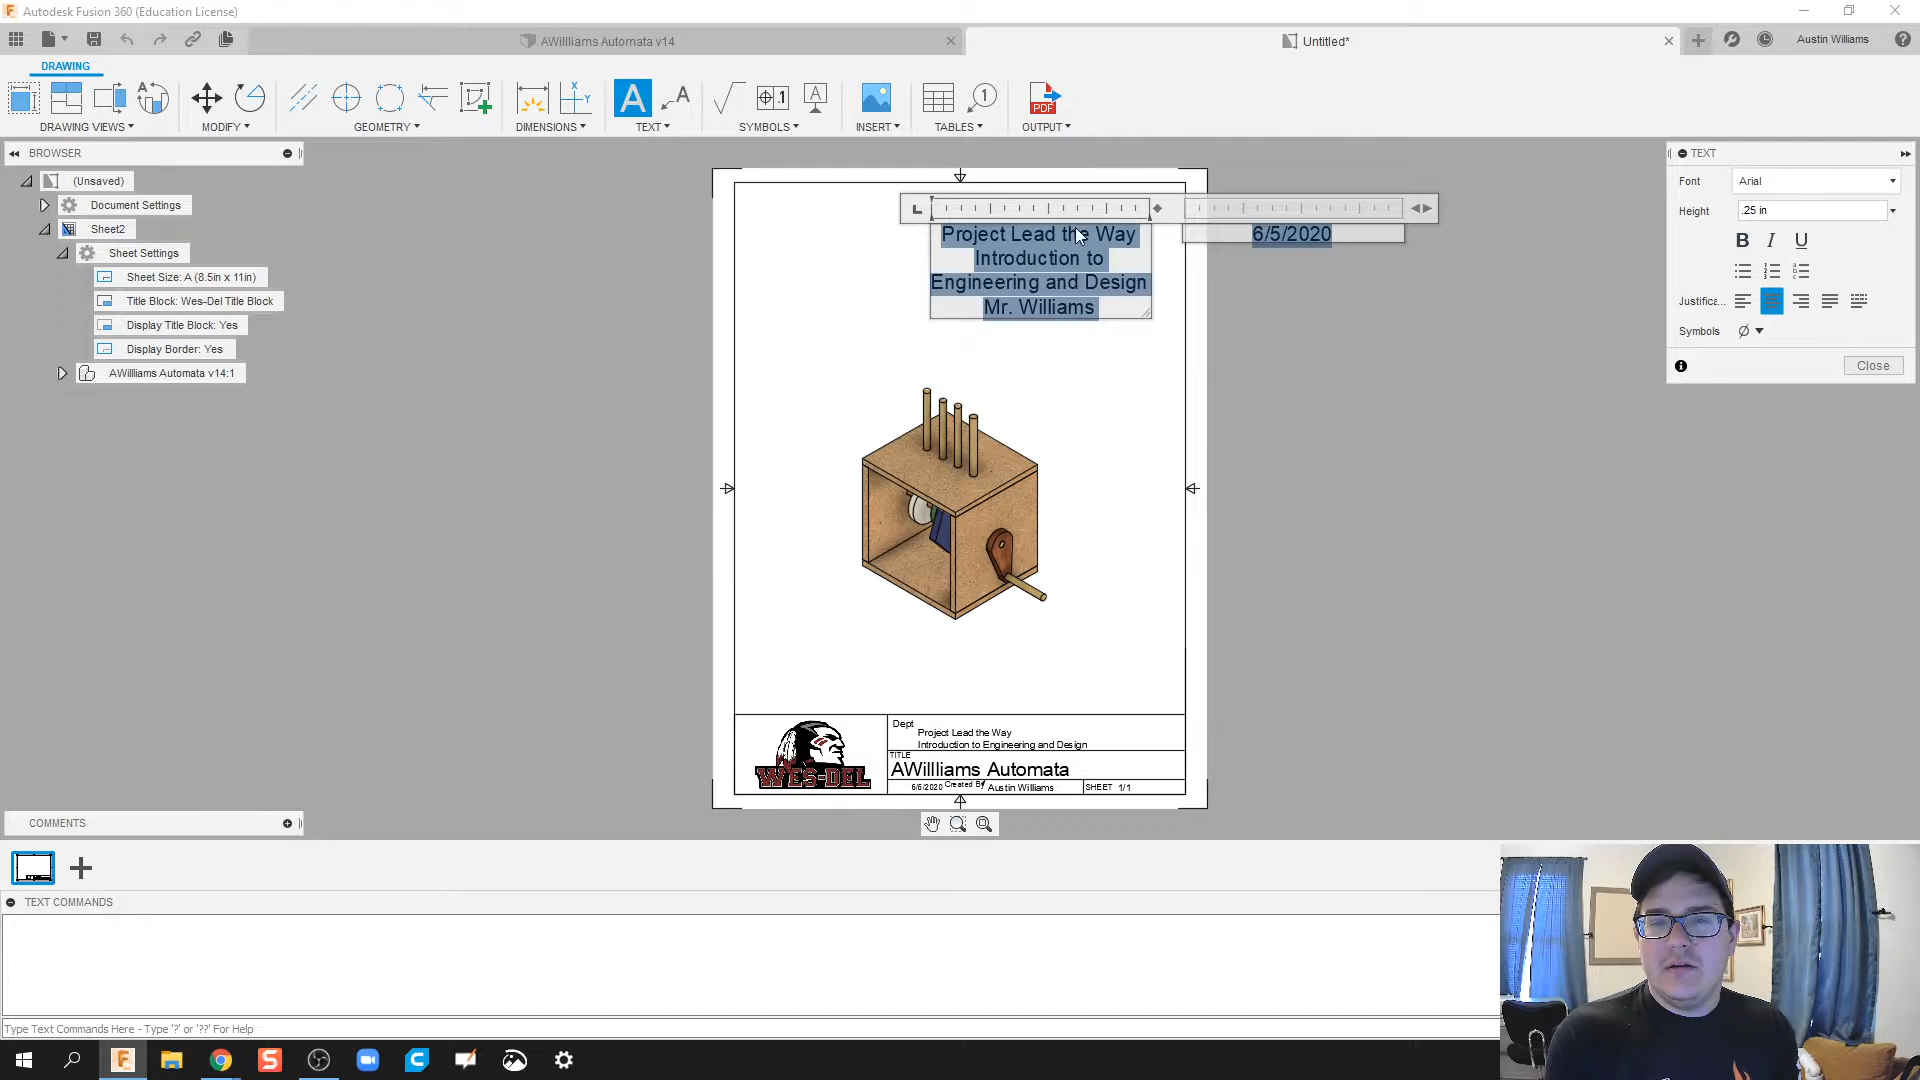 Autodesk Fusion 360 (Education License)
AWillliams Automata v14
Untitled*
Austin Williams
DRAWING
DRAWING VIEWS
MODIFY
GEOMETRY
DIMENSIONS
TEXT
SYMBOLS
INSERT
TABLES
OUTPUT
BROWSER
(Unsaved)
Document Settings
Sheet2
Sheet Settings
Sheet Size: A (8.5in x 11in)
Title Block: Wes-Del Title Block
Display Title Block: Yes
Display Border: Yes
AWillliams Automata v14:1
Project Lead the Way
Introduction to
Engineering and Design
Mr. Williams
6/5/2020
TEXT
Font
Arial
Height
.25 in
B I U
Justifica...
Symbols
Close
WES-DEL
Dept
Project Lead the Way
Introduction to Engineering and Design
TITLE
AWillliams Automata
6/6/2020 Created By Austin Williams
SHEET 1/1
COMMENTS
TEXT COMMANDS
Type Text Commands Here - Type '?' or '??' For Help